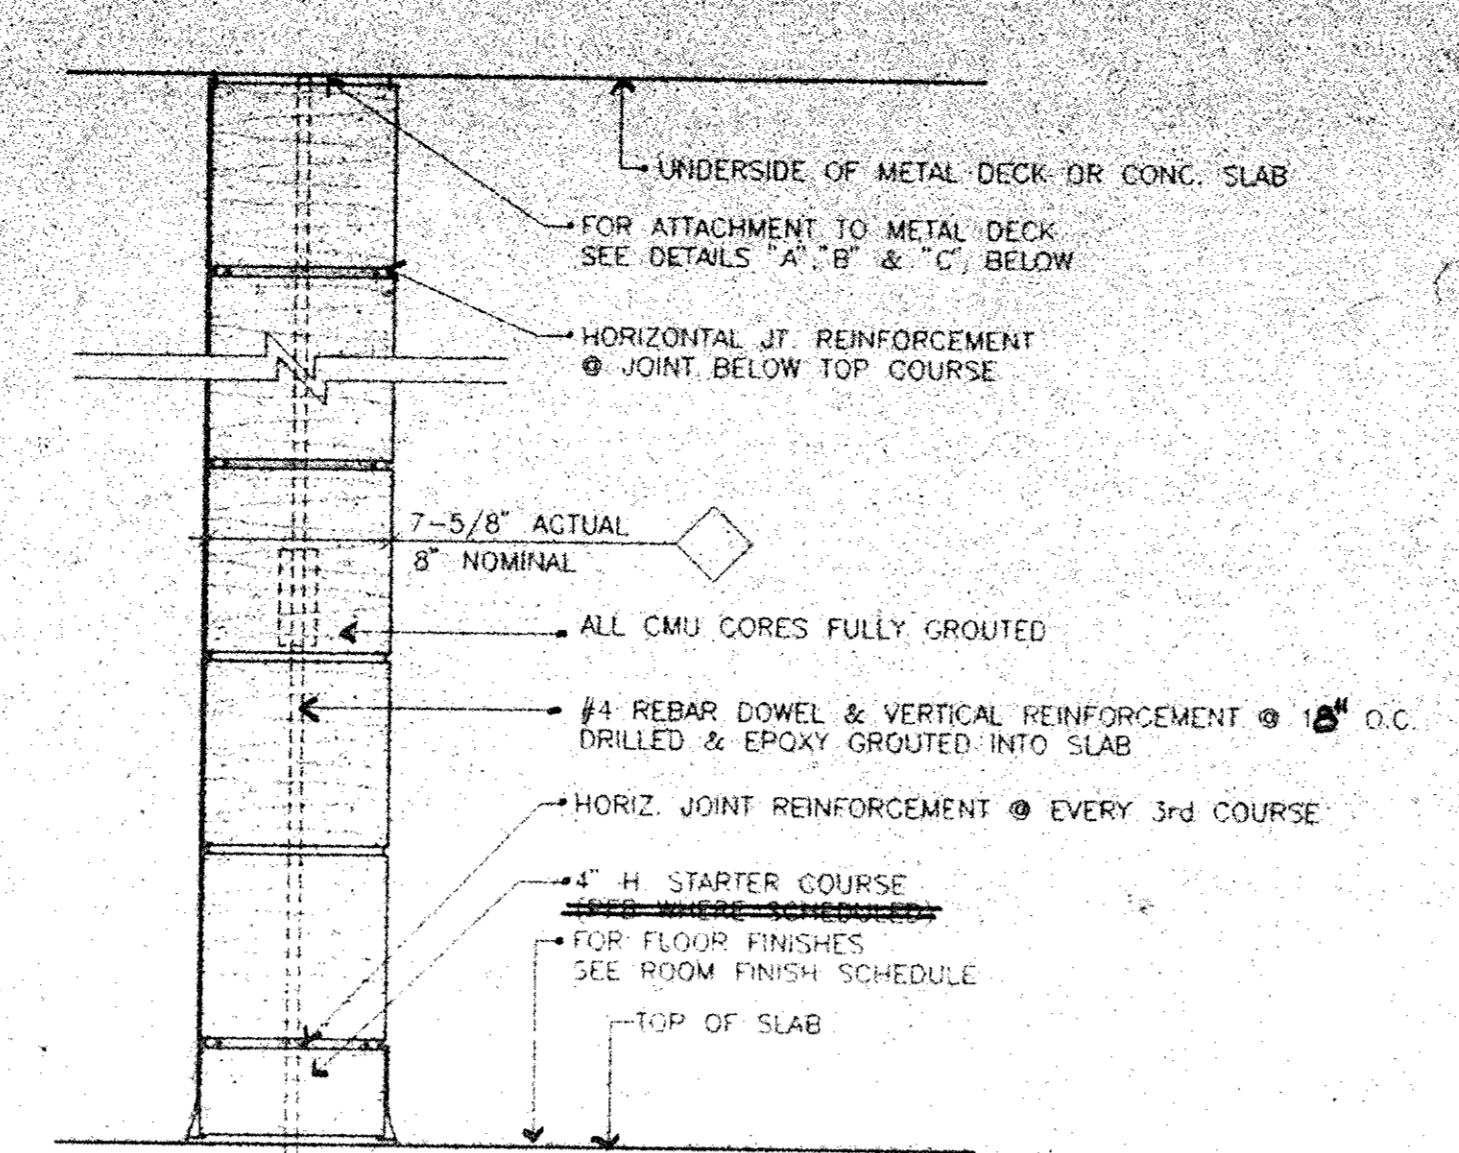 UNDERSIDE OF METAL DECK OR CONC. SLAB
FOR ATTACHMENT TO METAL DECK
SEE DETAILS "A", "B" & "C", BELOW
HORIZONTAL JT. REINFORCEMENT
@ JOINT BELOW TOP COURSE
7-5/8" ACTUAL
8" NOMINAL
ALL CMU CORES FULLY GROUTED
#4 REBAR DOWEL & VERTICAL REINFORCEMENT @ 18" O.C.
DRILLED & EPOXY GROUTED INTO SLAB
HORIZ. JOINT REINFORCEMENT @ EVERY 3rd COURSE
4" H STARTER COURSE
WHERE SCHEDULED)
FOR FLOOR FINISHES
SEE ROOM FINISH SCHEDULE
TOP OF SLAB